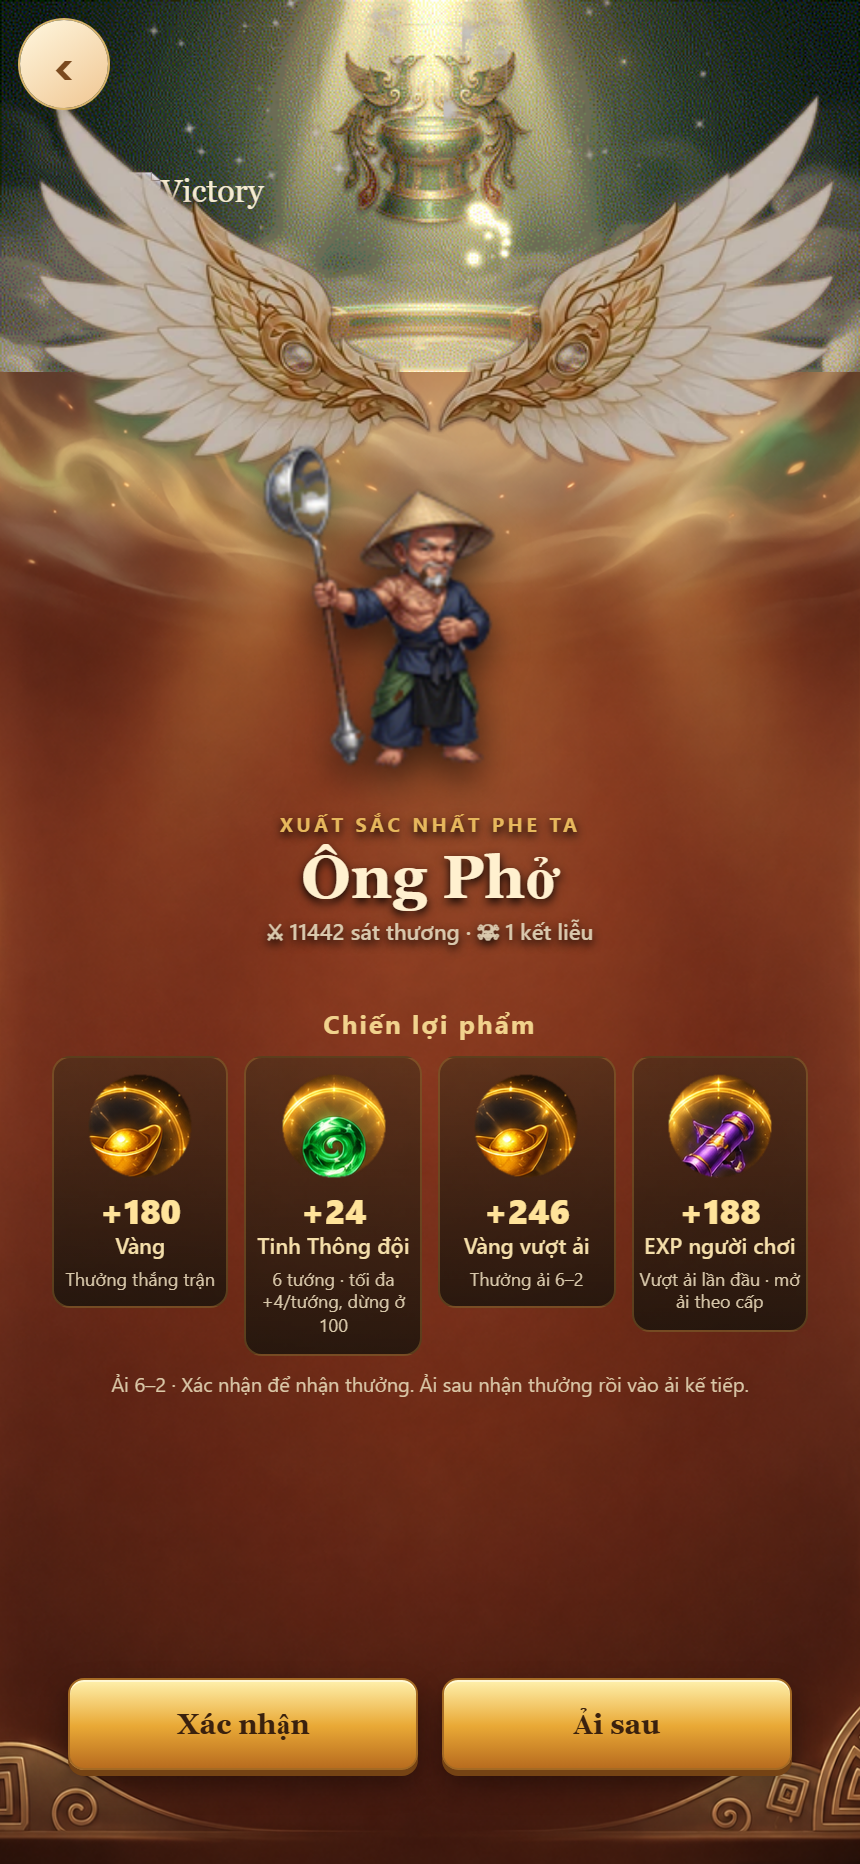 Victory
XUẤT SẮC NHẤT PHE TA
Ông Phở
⚔ 11442 sát thương · ☠ 1 kết liễu
Chiến lợi phẩm
+180
Vàng
Thưởng thắng trận
+24
Tinh Thông đội
6 tướng · tối đa
+4/tướng, dừng ở
100
+246
Vàng vượt ải
Thưởng ải 6–2
+188
EXP người chơi
Vượt ải lần đầu · mở
ải theo cấp
Ải 6–2 · Xác nhận để nhận thưởng. Ải sau nhận thưởng rồi vào ải kế tiếp.
Xác nhận
Ải sau